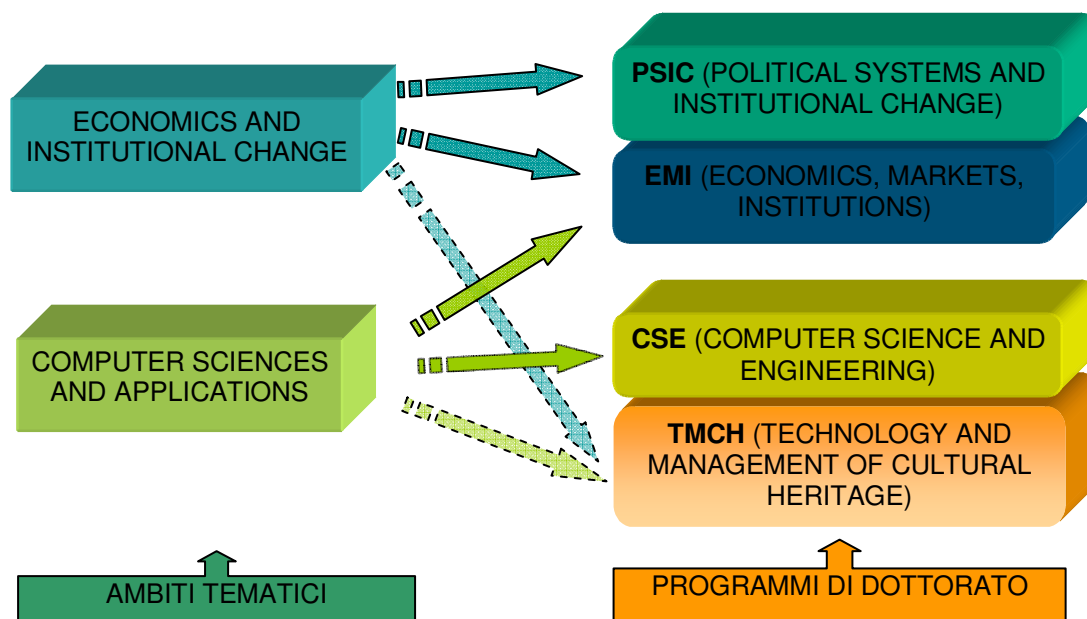 ECONOMICS AND
INSTITUTIONAL CHANGE
COMPUTER SCIENCES
AND APPLICATIONS
AMBITI TEMATICI
PSIC (POLITICAL SYSTEMS AND
INSTITUTIONAL CHANGE)
EMI (ECONOMICS, MARKETS,
INSTITUTIONS)
CSE (COMPUTER SCIENCE AND
ENGINEERING)
TMCH (TECHNOLOGY AND
MANAGEMENT OF CULTURAL
HERITAGE)
PROGRAMMI DI DOTTORATO